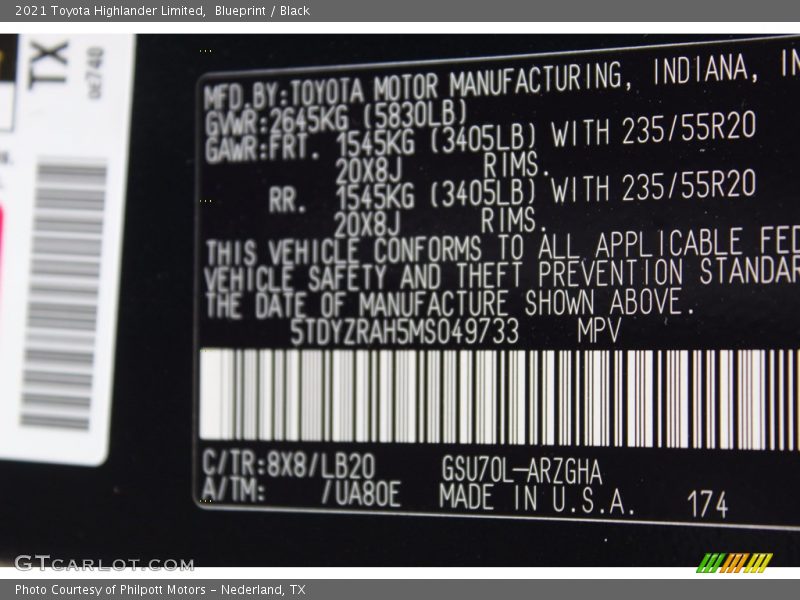 2021 Toyota Highlander Limited,  Blueprint / Black
TX
oz740
MFD.BY:TOYOTA MOTOR MANUFACTURING, INDIANA, IN
GVWR:2645KG (5830LB)
GAWR:FRT. 1545KG (3405LB) WITH 235/55R20
20X8J RIMS.
RR. 1545KG (3405LB) WITH 235/55R20
20X8J RIMS.
THIS VEHICLE CONFORMS TO ALL APPLICABLE FED
VEHICLE SAFETY AND THEFT PREVENTION STANDAR
THE DATE OF MANUFACTURE SHOWN ABOVE.
5TDYZRAH5MS049733 MPV
C/TR:8X8/LB20 GSU70L-ARZGHA
A/TM: /UA80E MADE IN U.S.A. 174
GTcarlot.com
Photo Courtesy of Philpott Motors - Nederland, TX